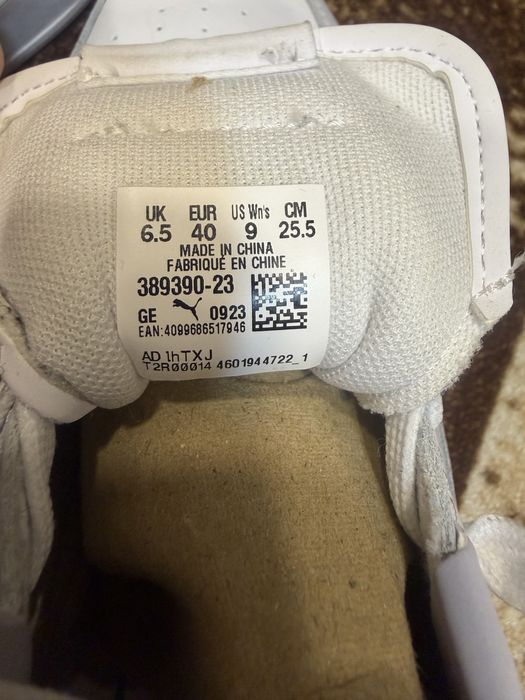 UK EUR US Wn's CM
6.5 40 9 25.5
MADE IN CHINA
FABRIQUÉ EN CHINE
389390-23
GE 0923
EAN:4099686517946
AD lhTXJ
T2R00014 4601944722_1